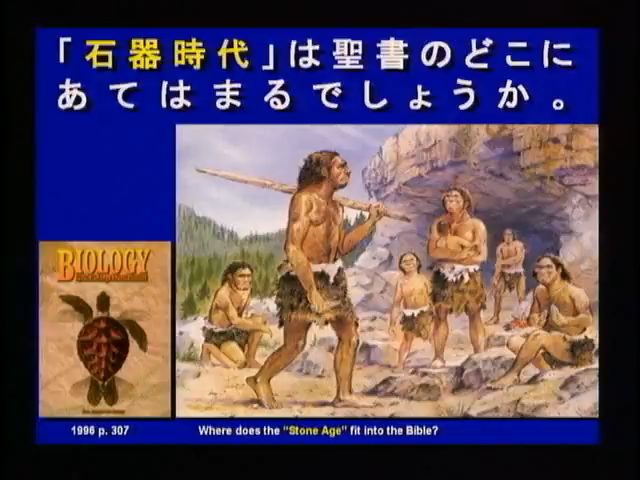 「石器時代」は聖書のどこに
あてはまるでしょうか。
BIOLOGY
1996 p. 307
Where does the "Stone Age" fit into the Bible?